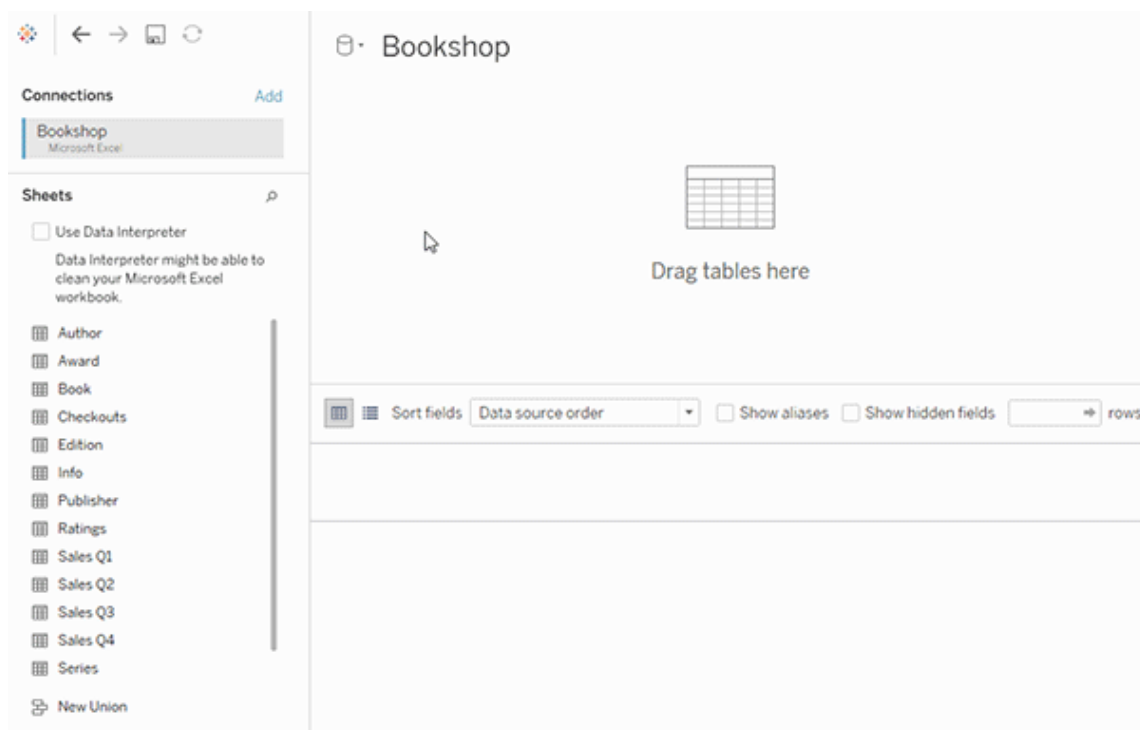 Bookshop
Connections
Add
Bookshop
Microsoft Excel
Sheets
Use Data Interpreter
Data Interpreter might be able to
clean your Microsoft Excel
workbook.
Author
Award
Book
Checkouts
Edition
Info
Publisher
Ratings
Sales Q1
Sales Q2
Sales Q3
Sales Q4
Series
New Union
Drag tables here
Sort fields
Data source order
Show aliases
Show hidden fields
rows